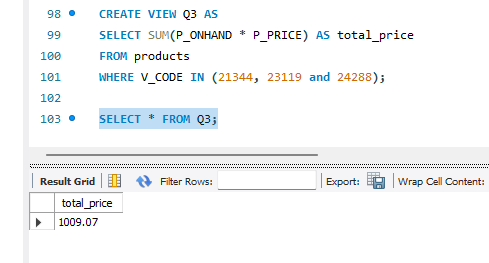 98 CREATE VIEW Q3 AS
99 SELECT SUM(P_ONHAND * P_PRICE) AS total_price
100 FROM products
101 WHERE V_CODE IN (21344, 23119 and 24288);
102
103 SELECT * FROM Q3;
Result Grid Filter Rows: Export: Wrap Cell Content:
total_price
1009.07